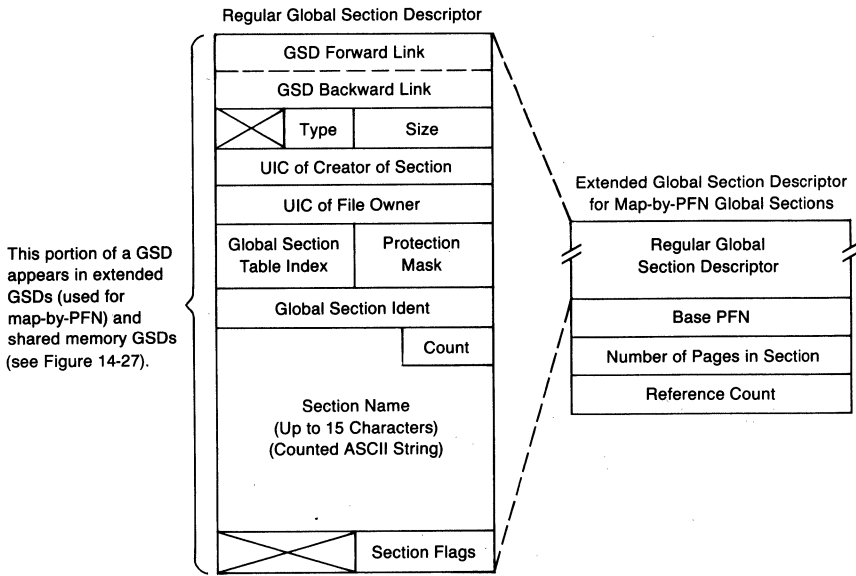 Regular Global Section Descriptor
GSD Forward Link
GSD Backward Link
Type
Size
UIC of Creator of Section
UIC of File Owner
Global Section
Table Index
Protection
Mask
Global Section Ident
Count
Section Name
(Up to 15 Characters)
(Counted ASCII String)
Section Flags
This portion of a GSD
appears in extended
GSDs (used for
map-by-PFN) and
shared memory GSDs
(see Figure 14-27).
Extended Global Section Descriptor
for Map-by-PFN Global Sections
Regular Global
Section Descriptor
Base PFN
Number of Pages in Section
Reference Count